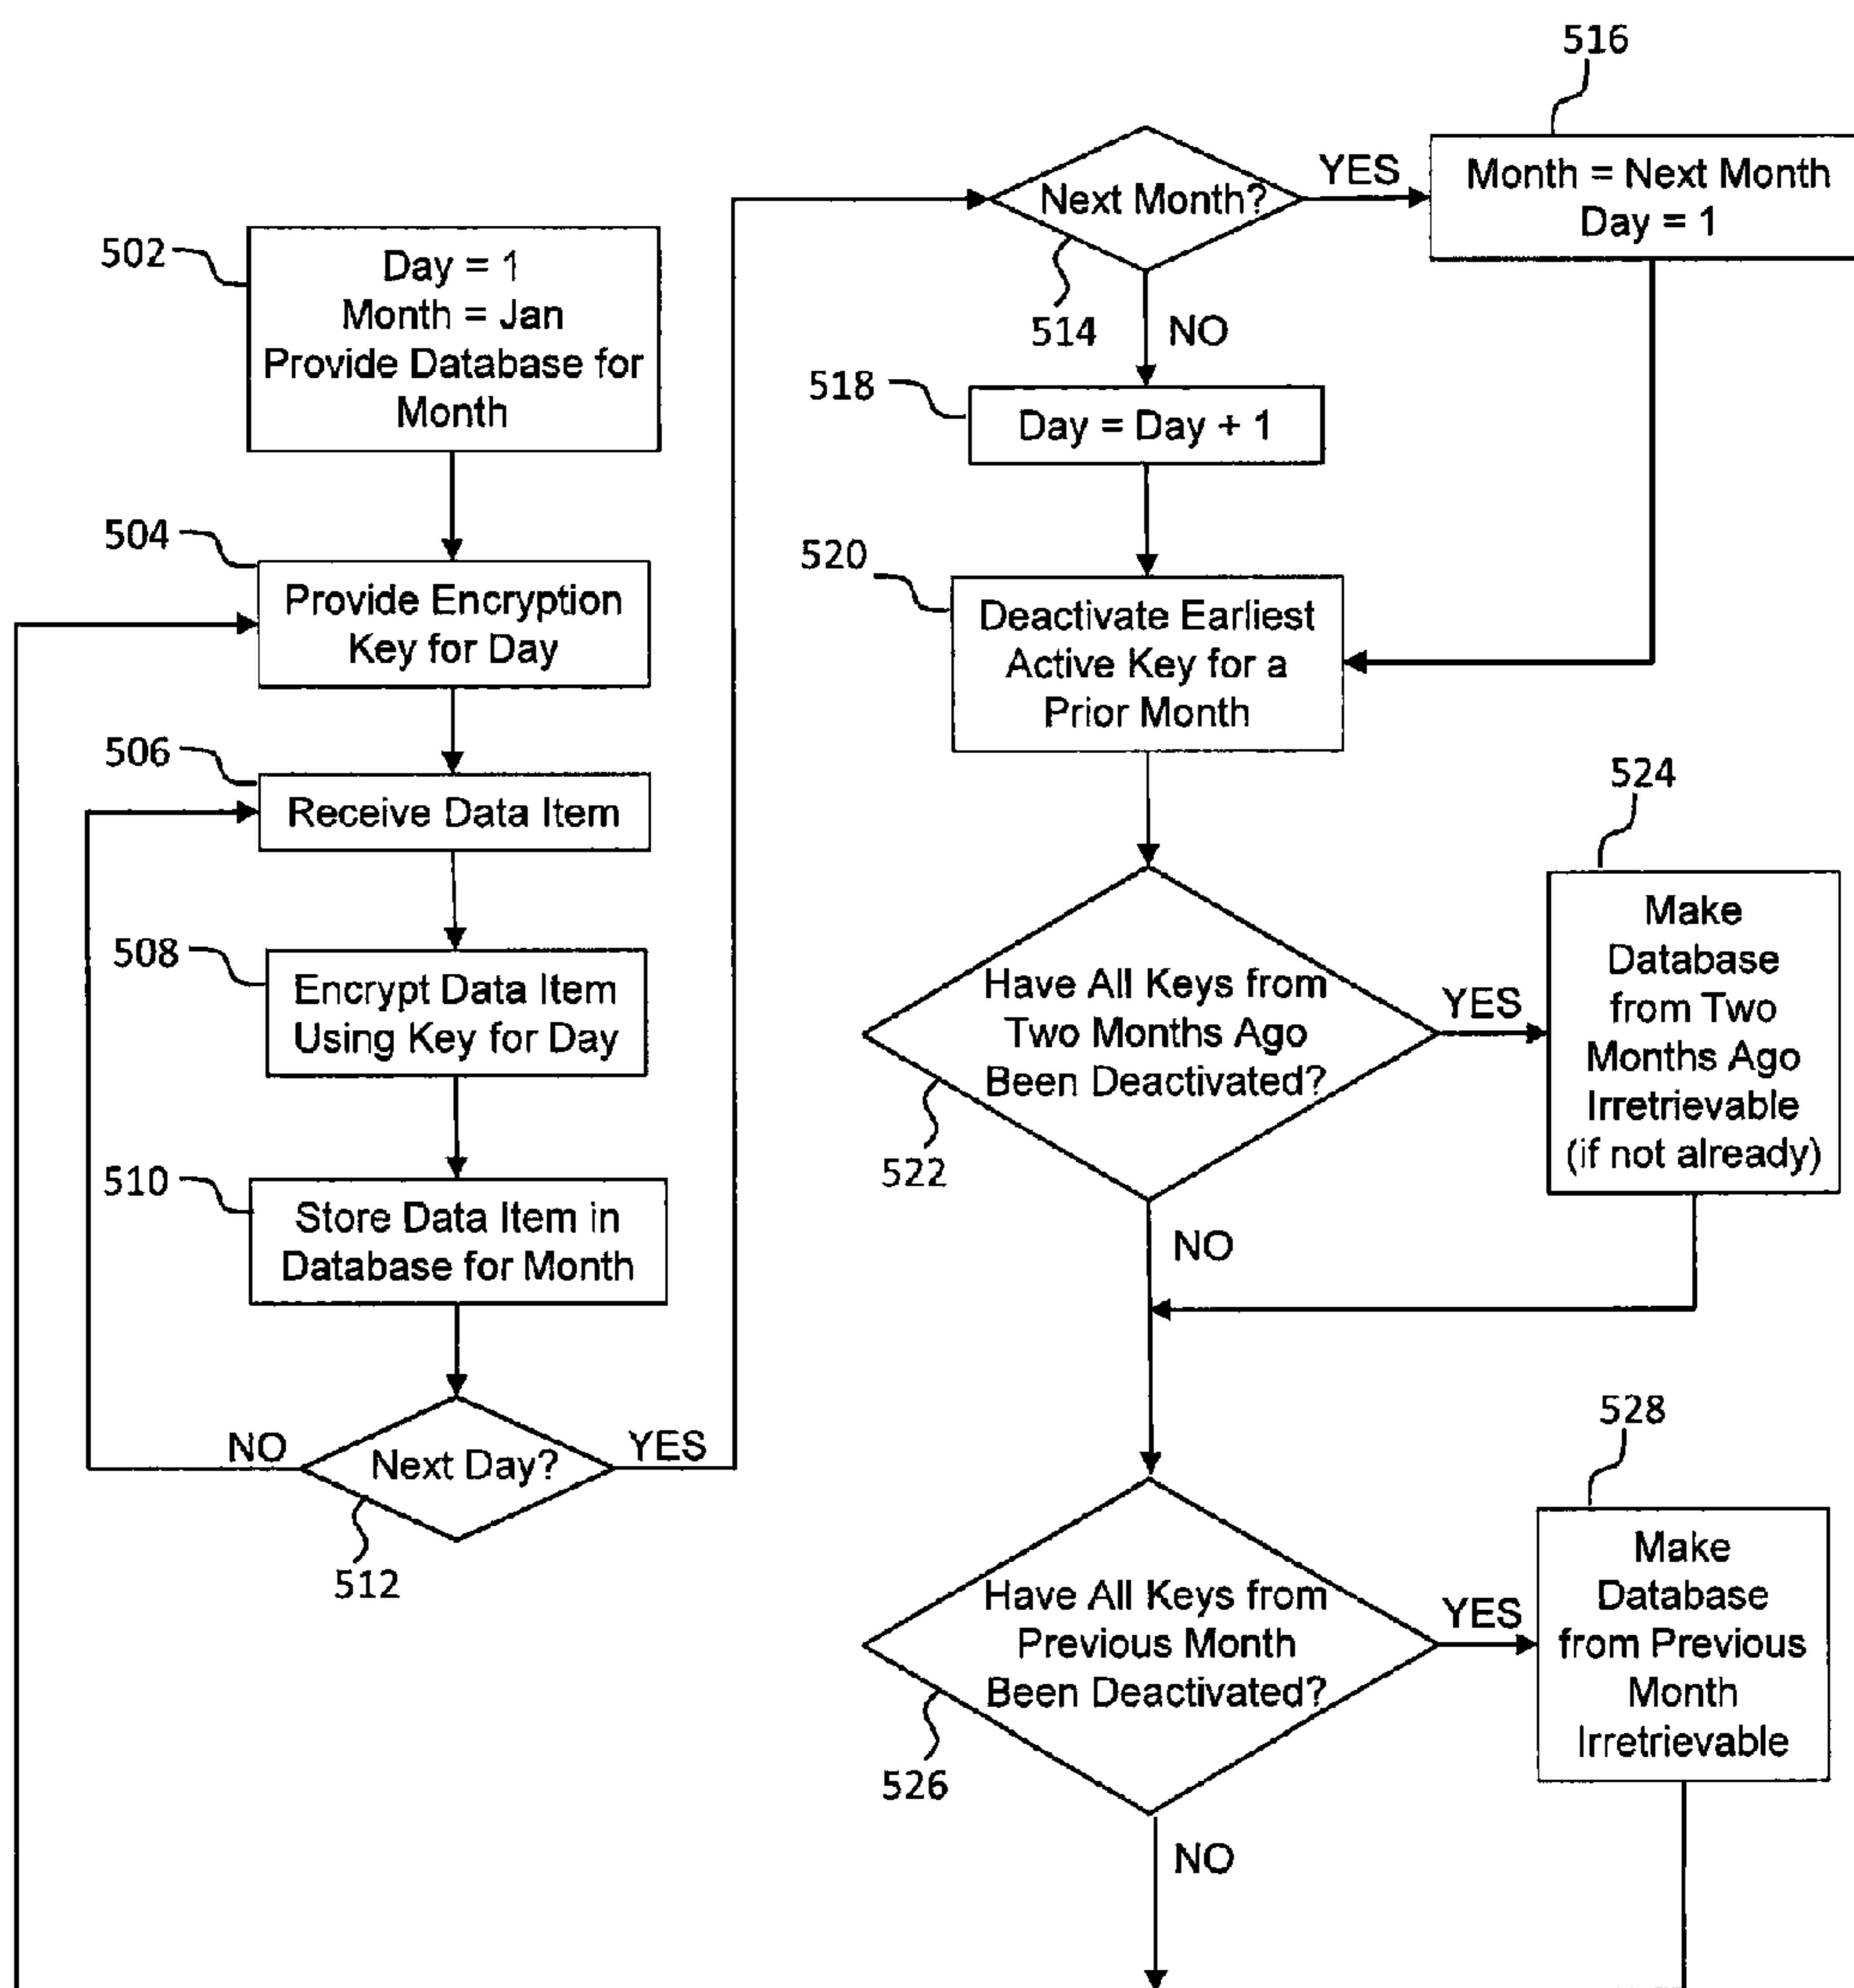 502
Day = 1
Month = Jan
Provide Database for
Month
504
Provide Encryption
Key for Day
506
Receive Data Item
508
Encrypt Data Item
Using Key for Day
510
Store Data Item in
Database for Month
NO
Next Day?
YES
512
Next Month?
YES
514
NO
516
Month = Next Month
Day = 1
518
Day = Day + 1
520
Deactivate Earliest
Active Key for a
Prior Month
Have All Keys from
Two Months Ago
Been Deactivated?
YES
522
NO
524
Make
Database
from Two
Months Ago
Irretrievable
(if not already)
Have All Keys from
Previous Month
Been Deactivated?
YES
526
NO
528
Make
Database
from Previous
Month
Irretrievable